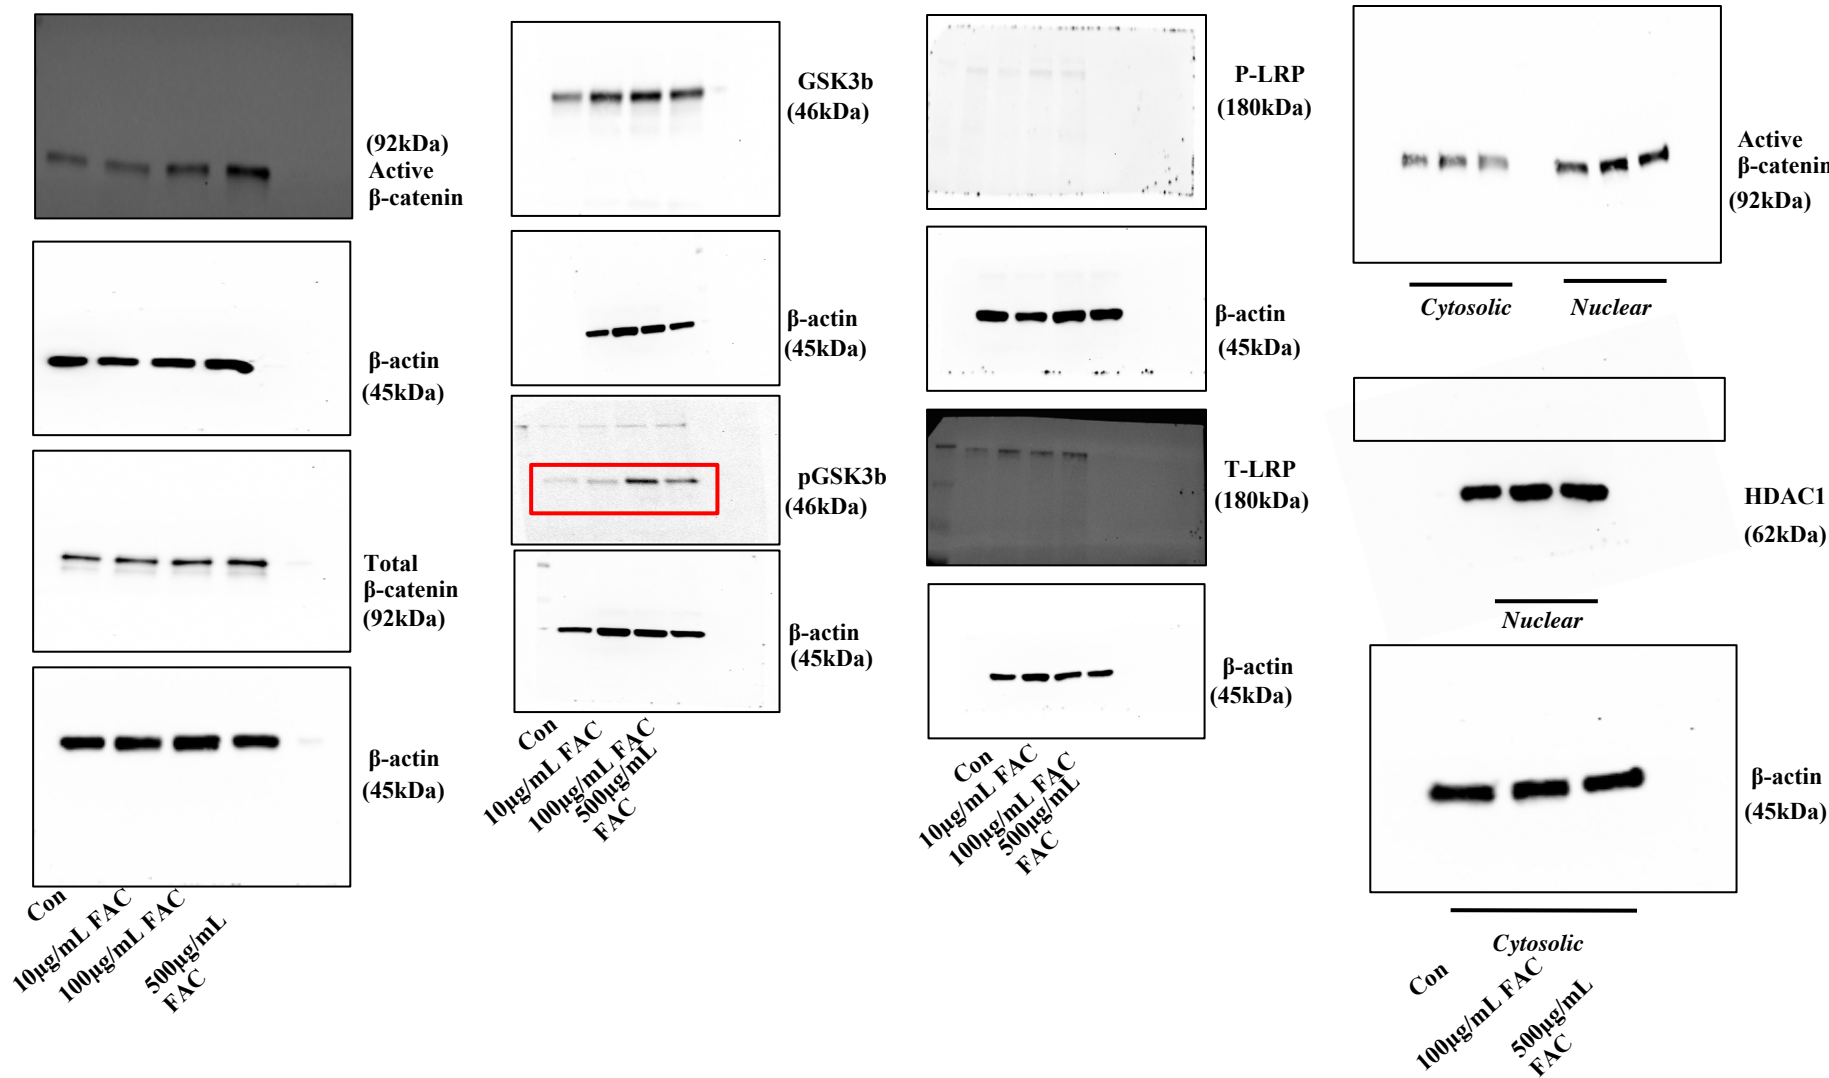 (92kDa)
Active
β-catenin
β-actin
(45kDa)
Total
β-catenin
(92kDa)
β-actin
(45kDa)
Con
10μg/mL FAC
100μg/mL FAC
500μg/mL
FAC
GSK3b
(46kDa)
β-actin
(45kDa)
pGSK3b
(46kDa)
β-actin
(45kDa)
Con
10μg/mL FAC
100μg/mL FAC
500μg/mL
FAC
P-LRP
(180kDa)
β-actin
(45kDa)
T-LRP
(180kDa)
β-actin
(45kDa)
Con
10μg/mL FAC
100μg/mL FAC
500μg/mL
FAC
Active
β-catenin
(92kDa)
Cytosolic Nuclear
HDAC1
(62kDa)
Nuclear
β-actin
(45kDa)
Cytosolic
Con
100μg/mL FAC
500μg/mL
FAC